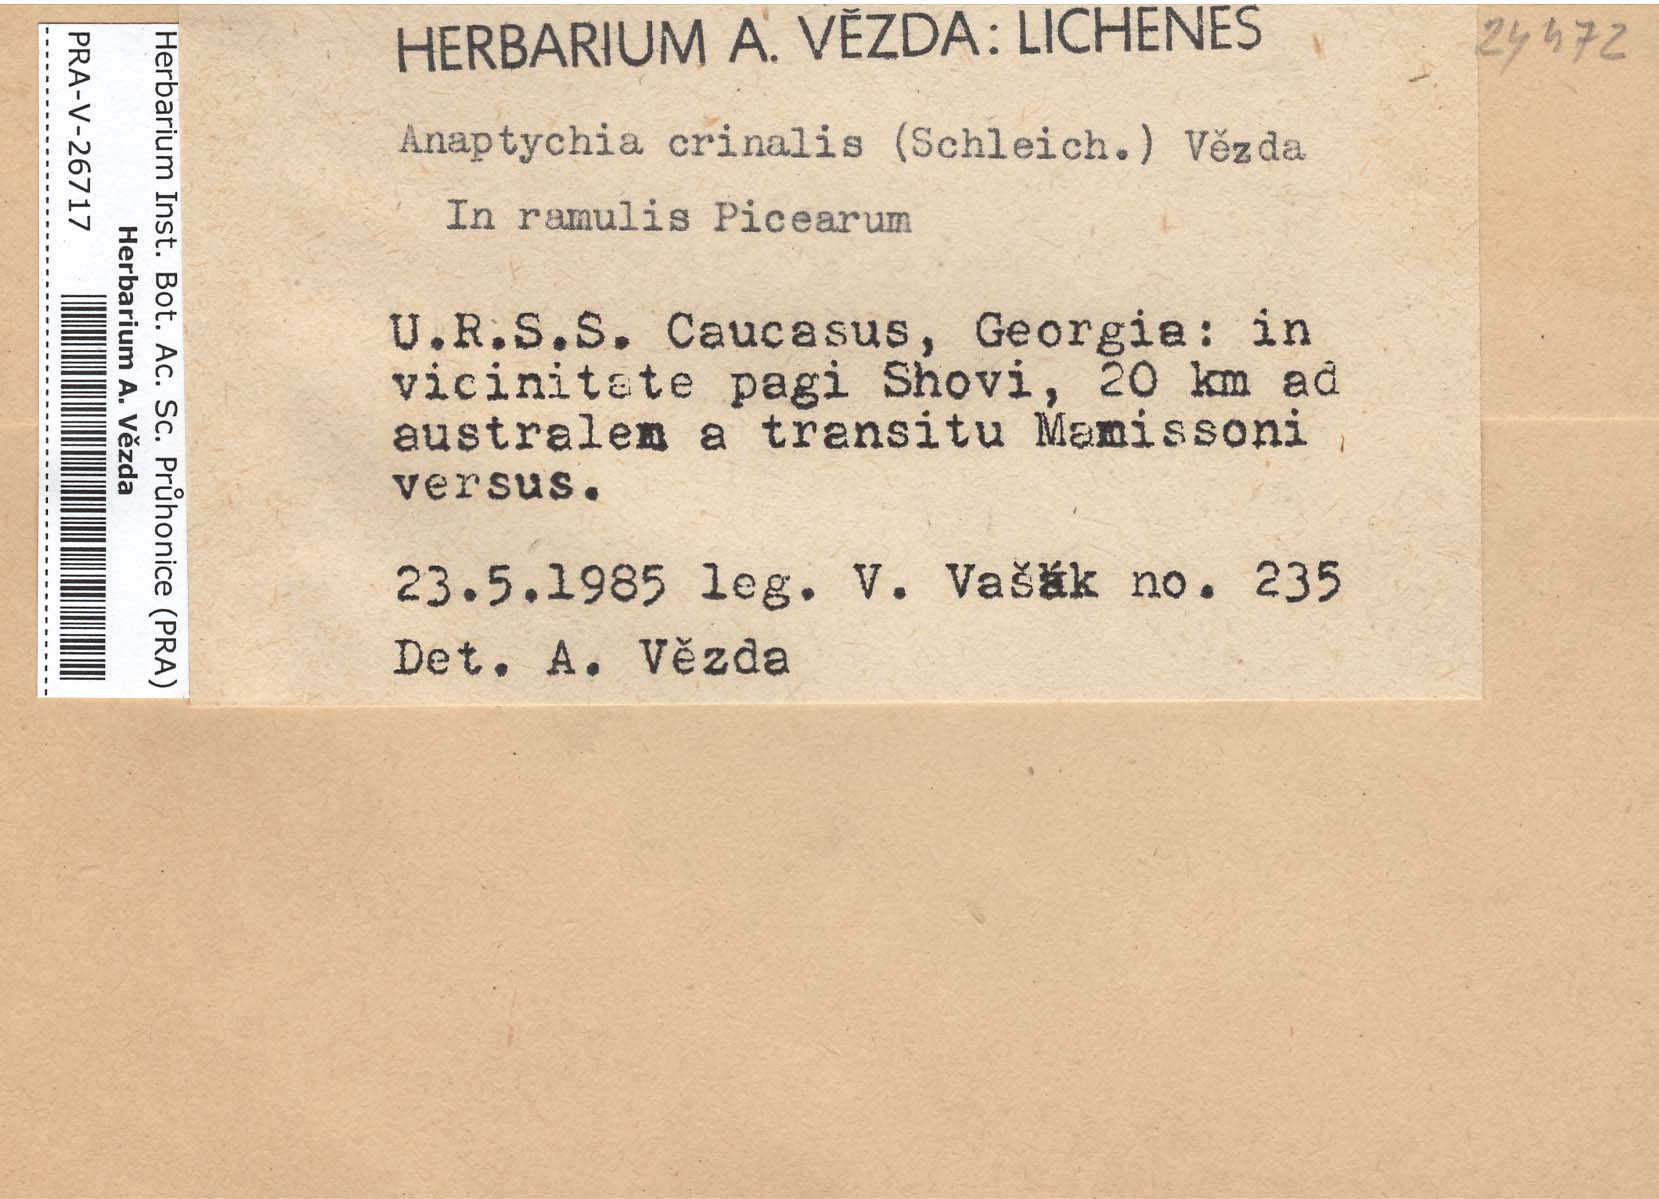 HERBARIUM A. VĚZDA: LICHENES
24472
Anaptychia crinalis (Schleich.) Vězda
In ramulis Picearum
U.R.S.S. Caucasus, Georgia: in
vicinitate pagi Shovi, 20 km ad
australem a transitu Mamissoni
versus.
23.5.1985 leg. V. Vašák no. 235
Det. A. Vězda
Herbarium Inst. Bot. Ac. Sc. Průhonice (PRA)
Herbarium A. Vězda
PRA-V-26717